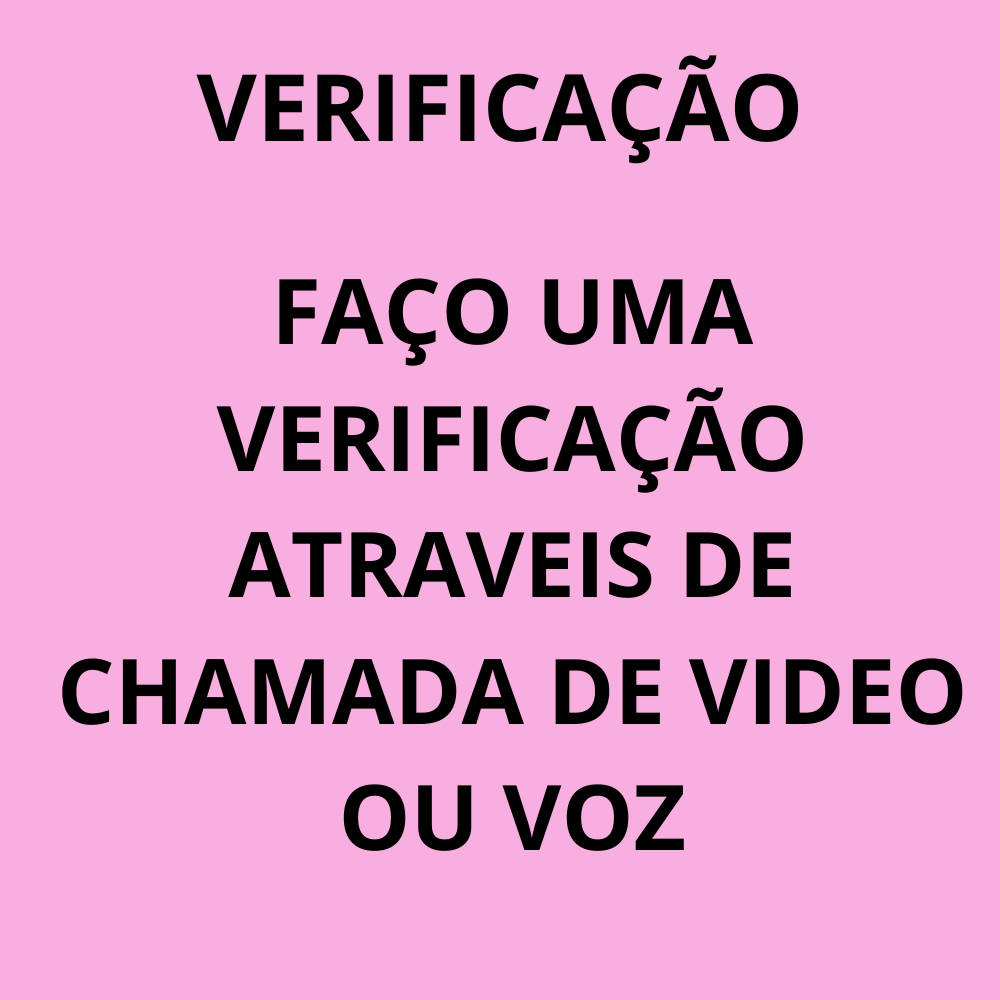 VERIFICAÇÃO
FAÇO UMA
VERIFICAÇÃO
ATRAVEIS DE
CHAMADA DE VIDEO
OU VOZ